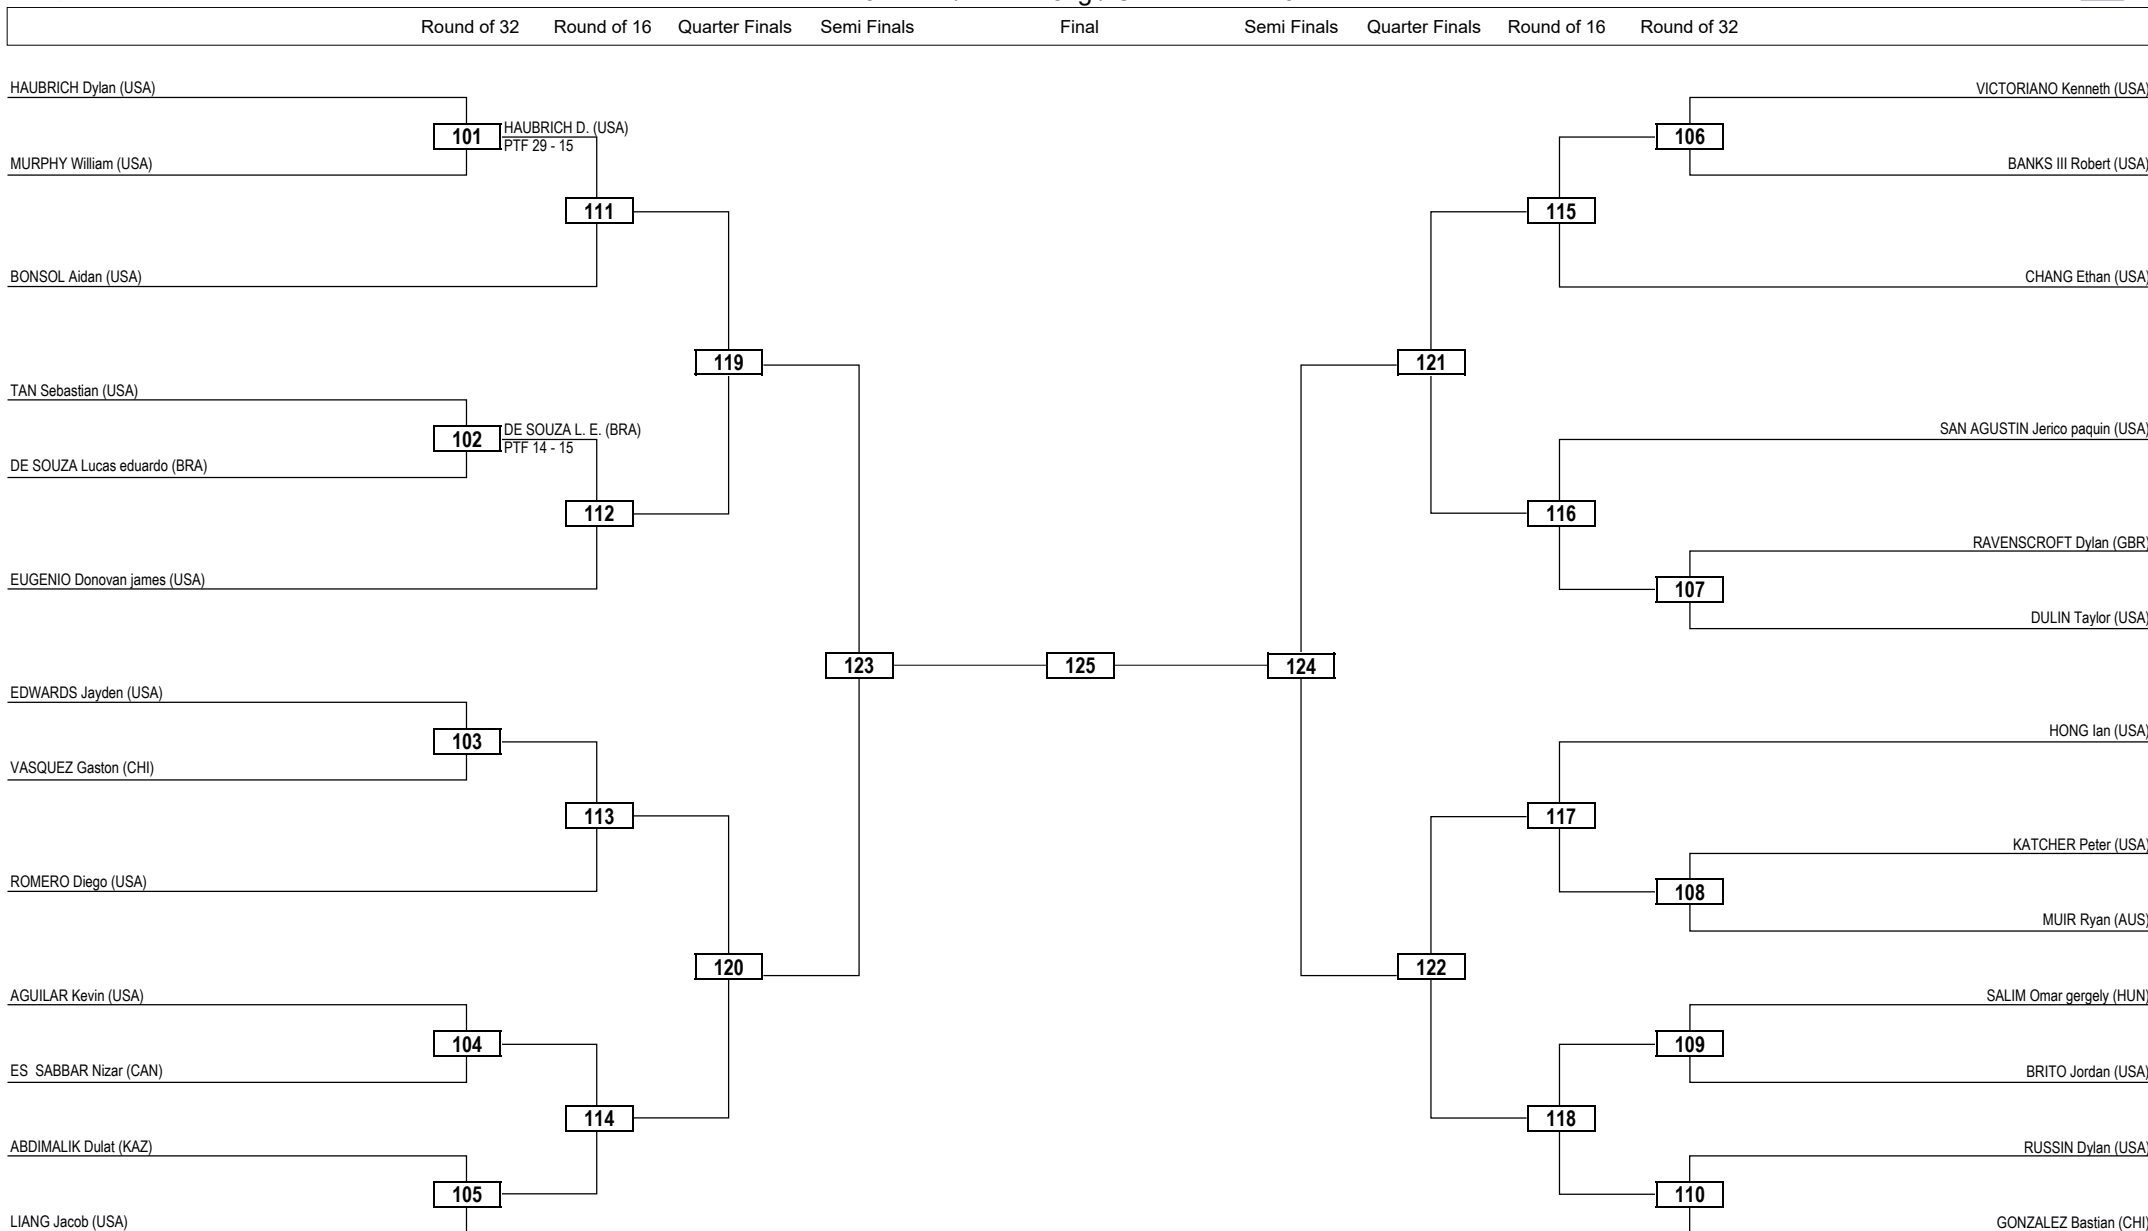 Round of 32 Round of 16 Quarter Finals Semi Finals Final Semi Finals Quarter Finals Round of 16 Round of 32
HAUBRICH Dylan (USA)
101
HAUBRICH D. (USA)
PTF 29 - 15
MURPHY William (USA)
111
BONSOL Aidan (USA)
119
TAN Sebastian (USA)
102
DE SOUZA L. E. (BRA)
PTF 14 - 15
DE SOUZA Lucas eduardo (BRA)
112
EUGENIO Donovan james (USA)
123
EDWARDS Jayden (USA)
103
VASQUEZ Gaston (CHI)
113
ROMERO Diego (USA)
120
AGUILAR Kevin (USA)
104
ES SABBAR Nizar (CAN)
114
ABDIMALIK Dulat (KAZ)
105
LIANG Jacob (USA)
125
VICTORIANO Kenneth (USA)
106
BANKS III Robert (USA)
115
CHANG Ethan (USA)
121
SAN AGUSTIN Jerico paquin (USA)
116
RAVENSCROFT Dylan (GBR)
107
DULIN Taylor (USA)
124
HONG Ian (USA)
117
KATCHER Peter (USA)
108
MUIR Ryan (AUS)
122
SALIM Omar gergely (HUN)
109
BRITO Jordan (USA)
118
RUSSIN Dylan (USA)
110
GONZALEZ Bastian (CHI)